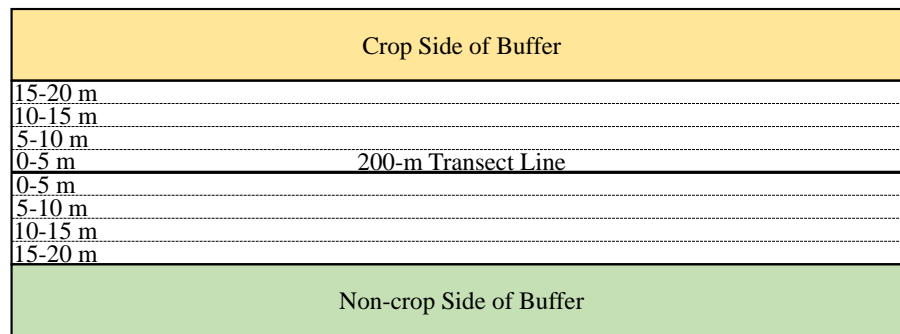 Crop Side of Buffer
15-20 m
10-15 m
5-10 m
0-5 m 200-m Transect Line
0-5 m
5-10 m
10-15 m
15-20 m
Non-crop Side of Buffer